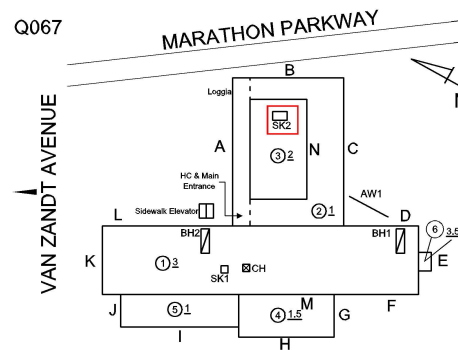 Q067
MARATHON PARKWAY
B
Loggia
N
SK2
A
3 2
N
C
HC & Main
Entrance
AW1
VAN ZANDT AVENUE
L
Sidewalk Elevator
2 1
D
BH2
BH1
6
3.5
K
1 3
SK1
CH
E
J
5 1
M
4 1.5
G
F
I
H